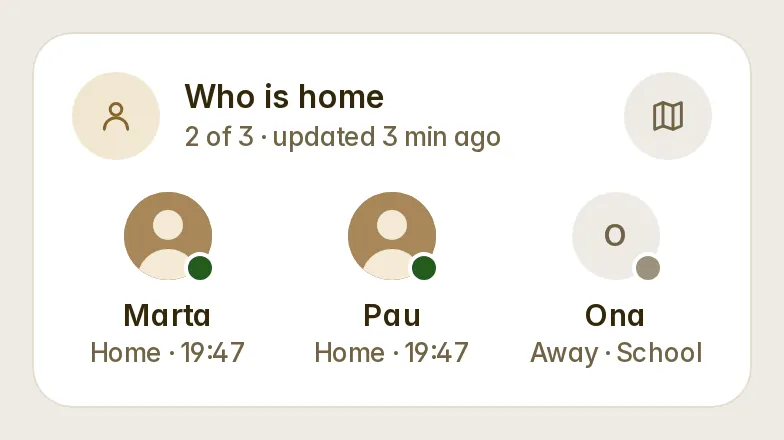 Who is home
2 of 3 · updated 3 min ago
O
Marta
Pau
Ona
Home · 19:47
Home · 19:47
Away · School